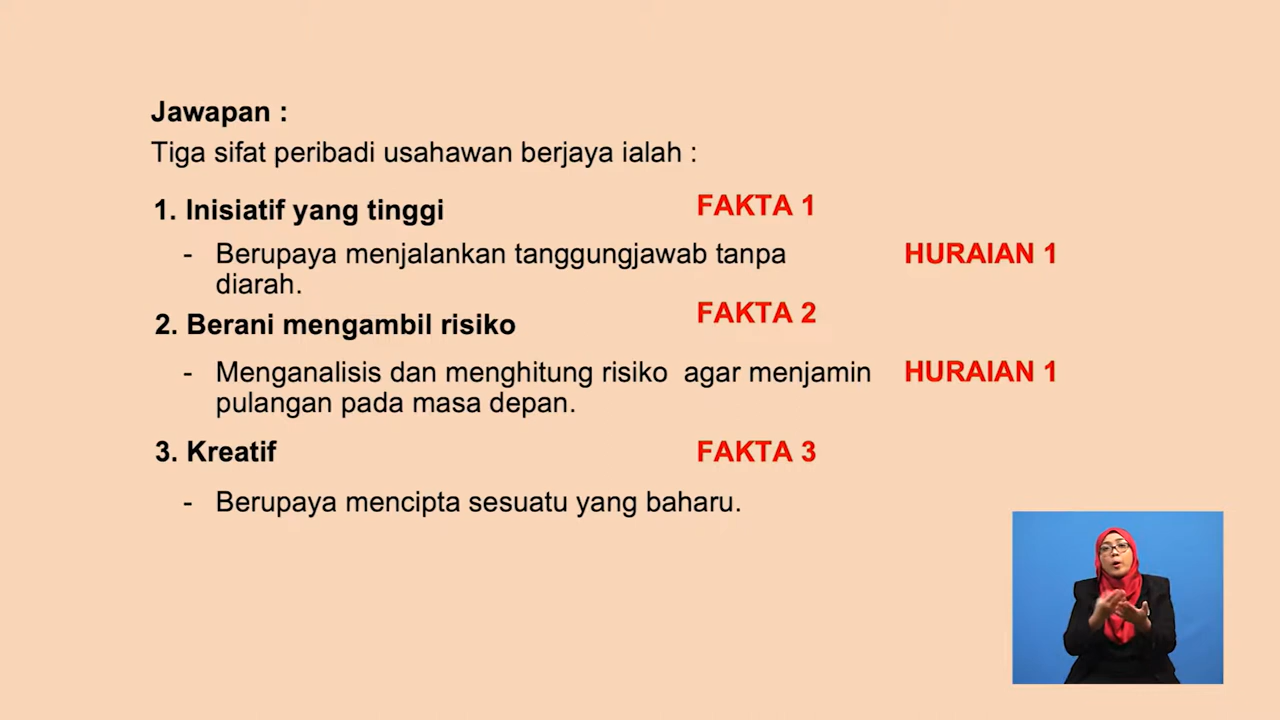 Jawapan :
Tiga sifat peribadi usahawan berjaya ialah :
1. Inisiatif yang tinggi FAKTA 1
- Berupaya menjalankan tanggungjawab tanpa HURAIAN 1
diarah.
2. Berani mengambil risiko FAKTA 2
- Menganalisis dan menghitung risiko agar menjamin HURAIAN 1
pulangan pada masa depan.
3. Kreatif FAKTA 3
- Berupaya mencipta sesuatu yang baharu.